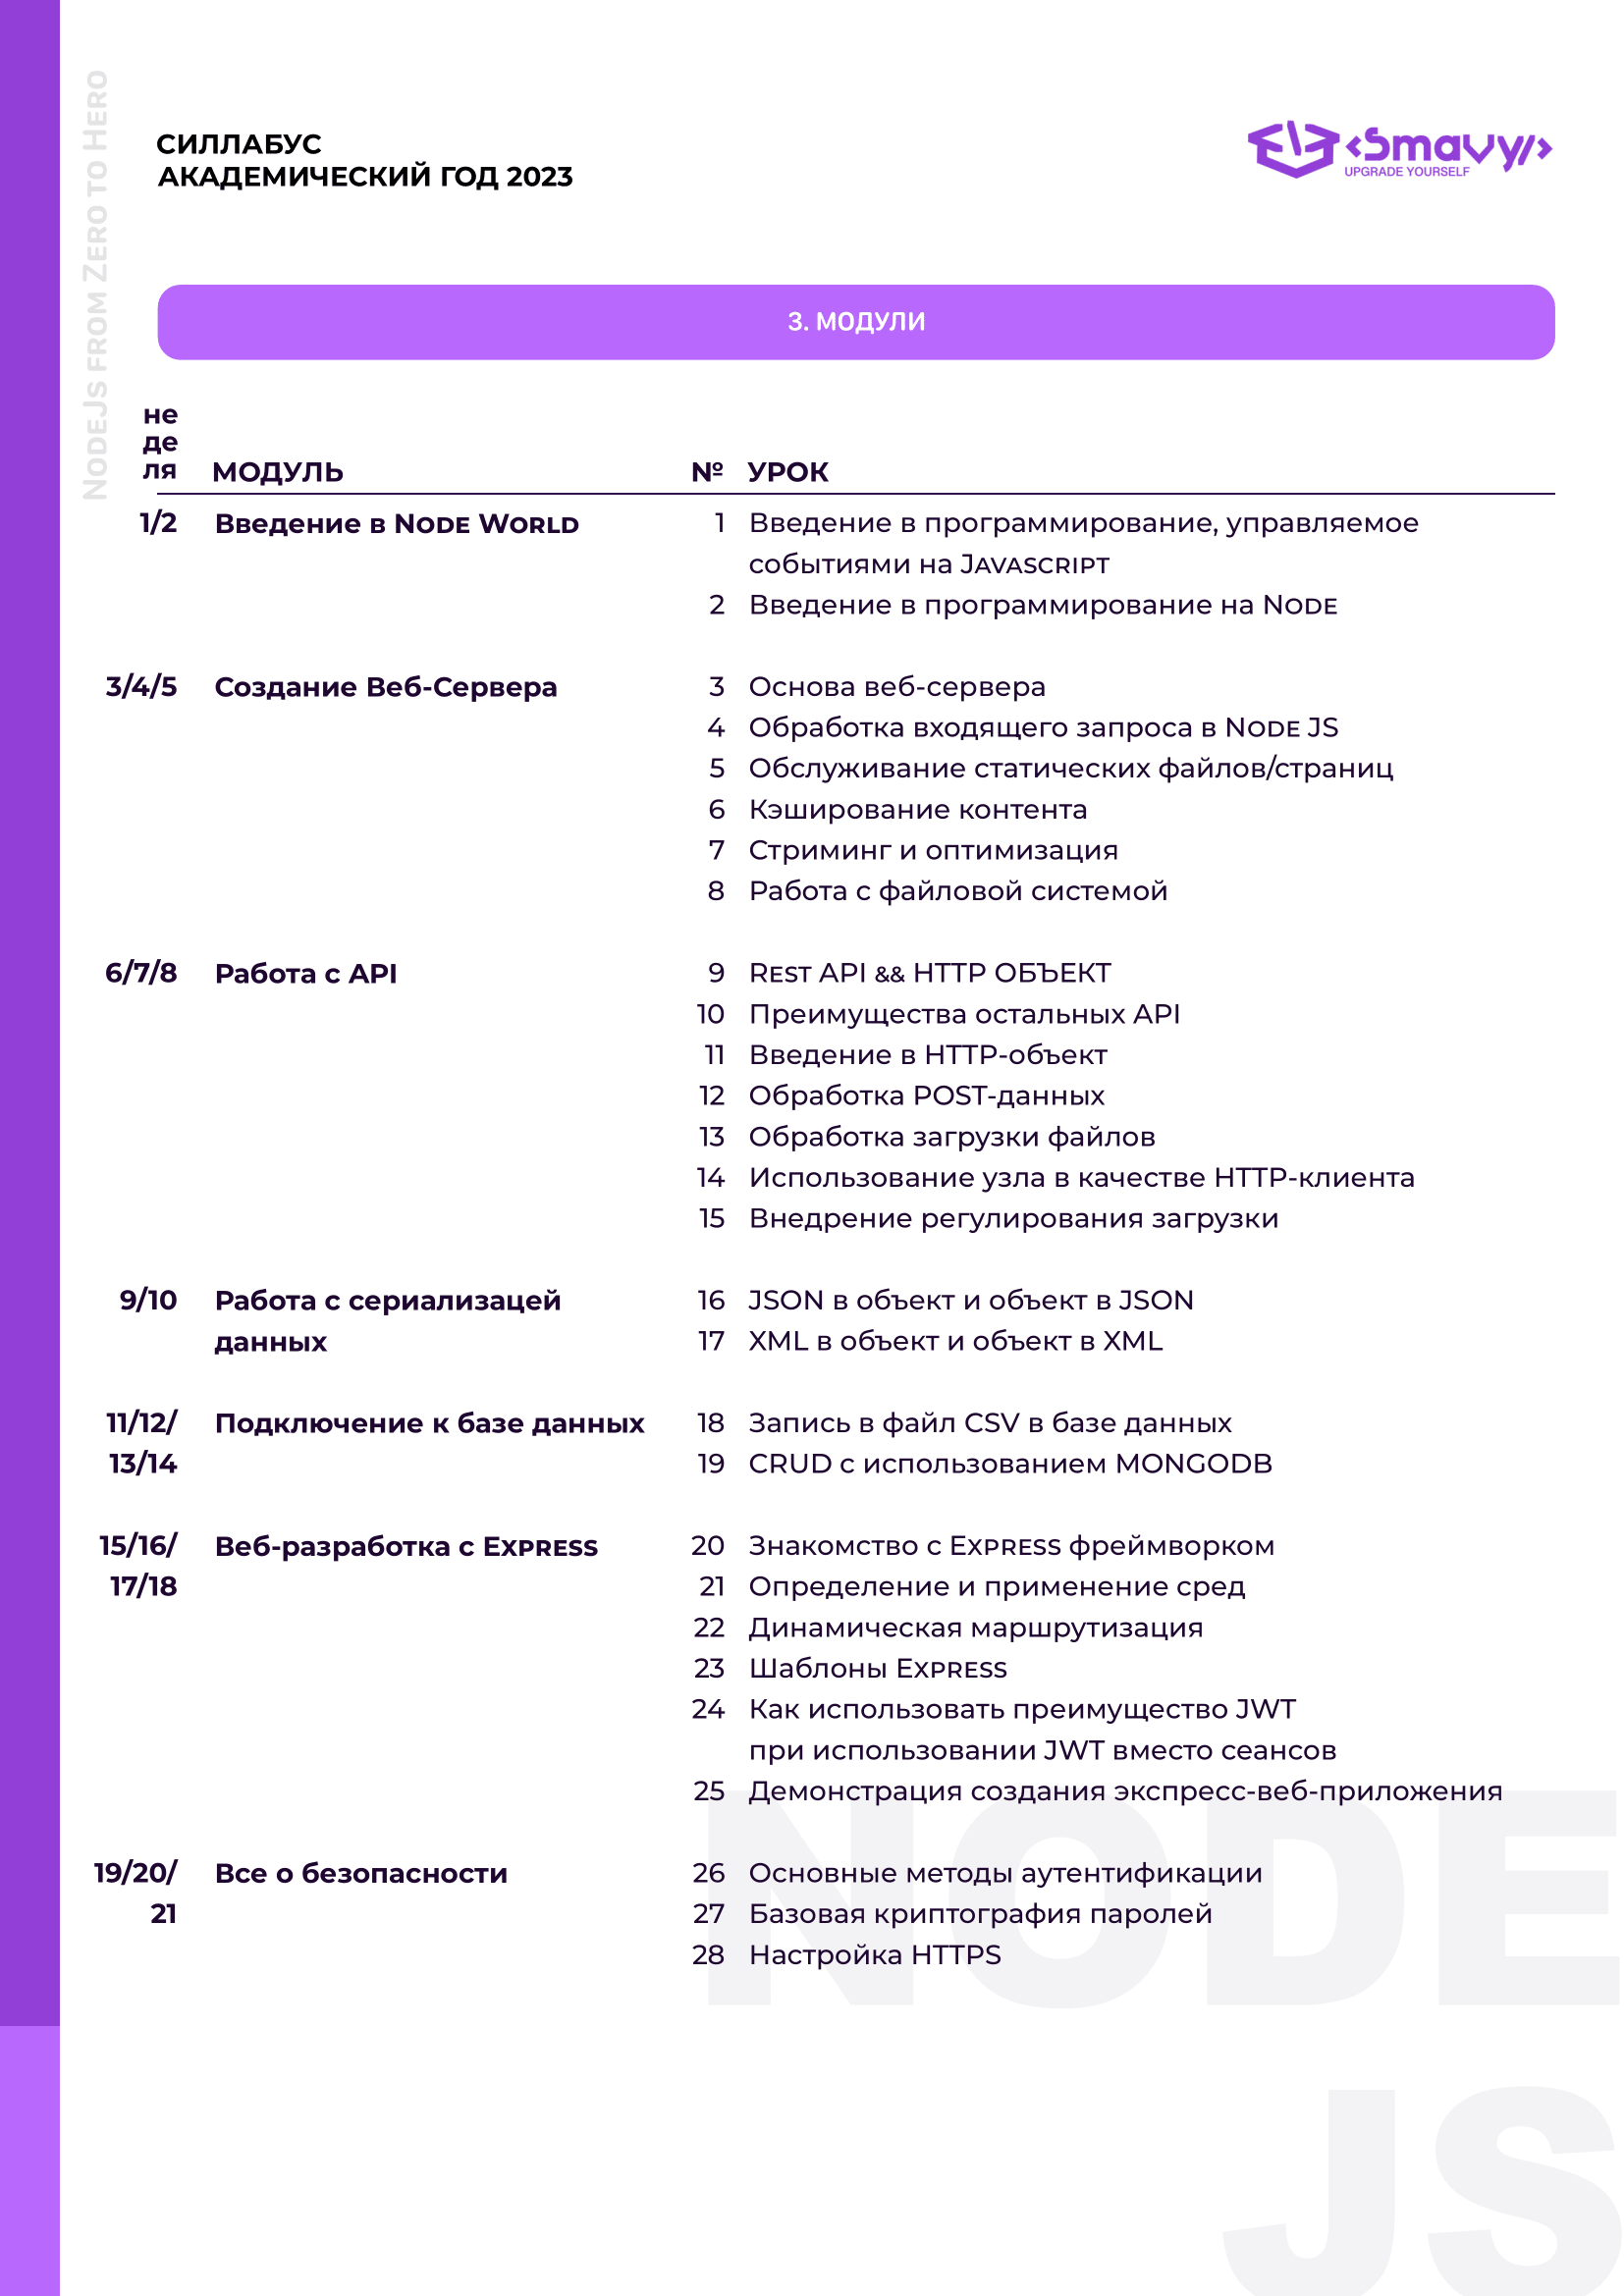 NodeJs from Zero to Hero
СИЛЛАБУС
АКАДЕМИЧЕСКИЙ ГОД 2023
<Smavy/>
UPGRADE YOURSELF
3. МОДУЛИ
не
де
ля МОДУЛЬ № УРОК
1/2 Введение в Node World 1 Введение в программирование, управляемое
событиями на Javascript
2 Введение в программирование на Node
3/4/5 Создание Веб-Сервера 3 Основа веб-сервера
4 Обработка входящего запроса в Node JS
5 Обслуживание статических файлов/страниц
6 Кэширование контента
7 Стриминг и оптимизация
8 Работа с файловой системой
6/7/8 Работа с API 9 Rest API && HTTP ОБЪЕКТ
10 Преимущества остальных API
11 Введение в HTTP-объект
12 Обработка POST-данных
13 Обработка загрузки файлов
14 Использование узла в качестве HTTP-клиента
15 Внедрение регулирования загрузки
9/10 Работа с сериализацей 16 JSON в объект и объект в JSON
данных 17 XML в объект и объект в XML
11/12/ Подключение к базе данных 18 Запись в файл CSV в базе данных
13/14 19 CRUD с использованием MONGODB
15/16/ Веб-разработка с Express 20 Знакомство с Express фреймворком
17/18 21 Определение и применение сред
22 Динамическая маршрутизация
23 Шаблоны Express
24 Как использовать преимущество JWT
при использовании JWT вместо сеансов
25 Демонстрация создания экспресс-веб-приложения
19/20/ Все о безопасности 26 Основные методы аутентификации
21 27 Базовая криптография паролей
28 Настройка HTTPS
NODE
JS